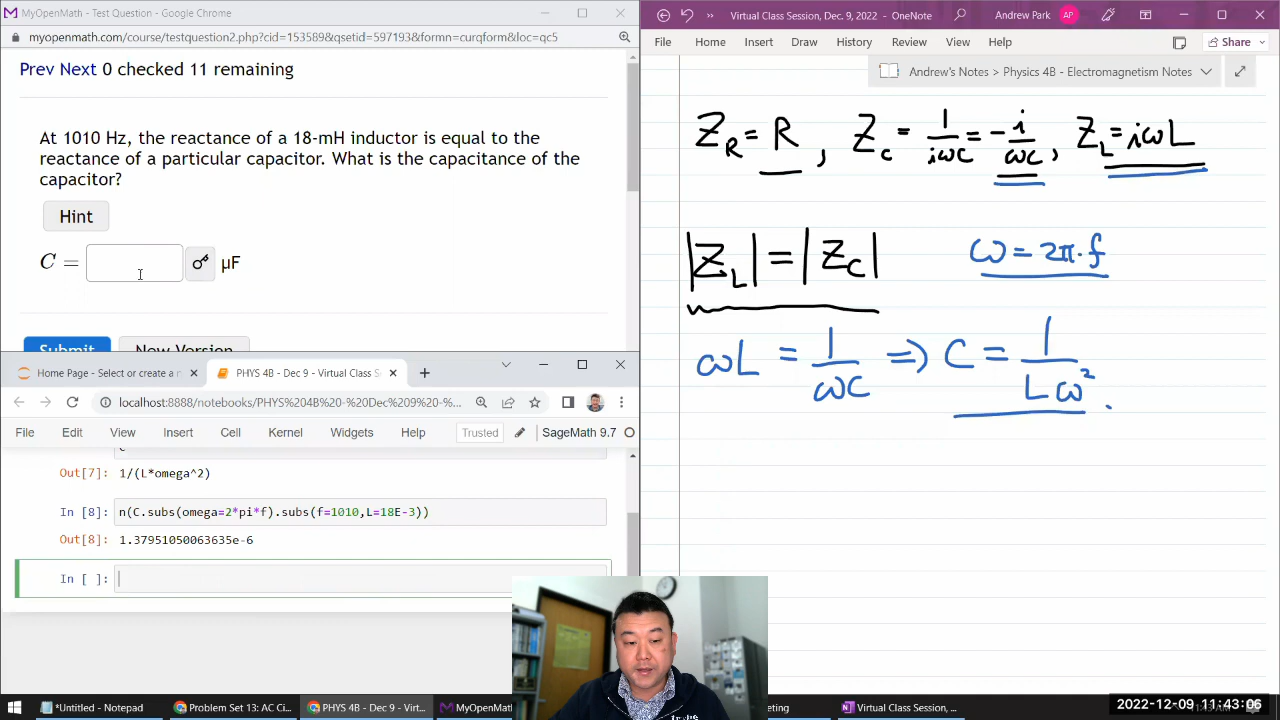 MyOpenMath - Test Question - Google Chrome
myopenmath.com/course/testquestion2.php?cid=153589&qsetid=597193&formn=curqform&loc=qc5
Prev Next 0 checked 11 remaining
At 1010 Hz, the reactance of a 18-mH inductor is equal to the
reactance of a particular capacitor. What is the capacitance of the
capacitor?
Hint
C = μF
Submit New Version
Home Page - Select or create a n
PHYS 4B - Dec 9 - Virtual Class S
localhost:8888/notebooks/PHYS%204B%20-%20Dec%209%20-%...
File Edit View Insert Cell Kernel Widgets Help Trusted SageMath 9.7
Out[7]: 1/(L*omega^2)
In [8]: n(C.subs(omega=2*pi*f).subs(f=1010,L=18E-3))
Out[8]: 1.37951050063635e-6
In [ ]:
Virtual Class Session, Dec. 9, 2022 - OneNote
Andrew Park AP
File Home Insert Draw History Review View Help Share
Andrew's Notes > Physics 4B - Electromagnetism Notes
Z_R = R , Z_C = 1/(iωC) = -i/(ωC) , Z_L = iωL
|Z_L| = |Z_C| ω = 2π·f
ωL = 1/(ωC) ⇒ C = 1/(Lω²) .
*Untitled - Notepad
Problem Set 13: AC Ci...
PHYS 4B - Dec 9 - Virt...
MyOpenM
eeting
Virtual Class Session,...
2022-12-09 11:43:06